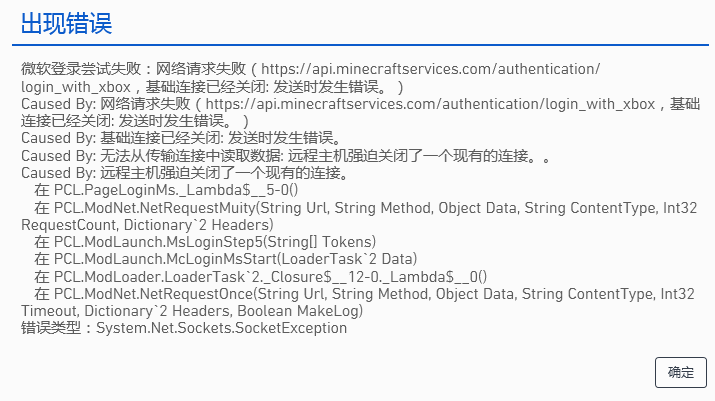 出现错误
微软登录尝试失败：网络请求失败（https://api.minecraftservices.com/authentication/
login_with_xbox，基础连接已经关闭: 发送时发生错误。）
Caused By: 网络请求失败（https://api.minecraftservices.com/authentication/login_with_xbox，基础
连接已经关闭: 发送时发生错误。）
Caused By: 基础连接已经关闭: 发送时发生错误。
Caused By: 无法从传输连接中读取数据: 远程主机强迫关闭了一个现有的连接。。
Caused By: 远程主机强迫关闭了一个现有的连接。
在 PCL.PageLoginMs._Lambda$__5-0()
在 PCL.ModNet.NetRequestMuity(String Url, String Method, Object Data, String ContentType, Int32
RequestCount, Dictionary`2 Headers)
在 PCL.ModLaunch.MsLoginStep5(String[] Tokens)
在 PCL.ModLaunch.McLoginMsStart(LoaderTask`2 Data)
在 PCL.ModLoader.LoaderTask`2._Closure$__12-0._Lambda$__0()
在 PCL.ModNet.NetRequestOnce(String Url, String Method, Object Data, String ContentType, Int32
Timeout, Dictionary`2 Headers, Boolean MakeLog)
错误类型：System.Net.Sockets.SocketException
确定